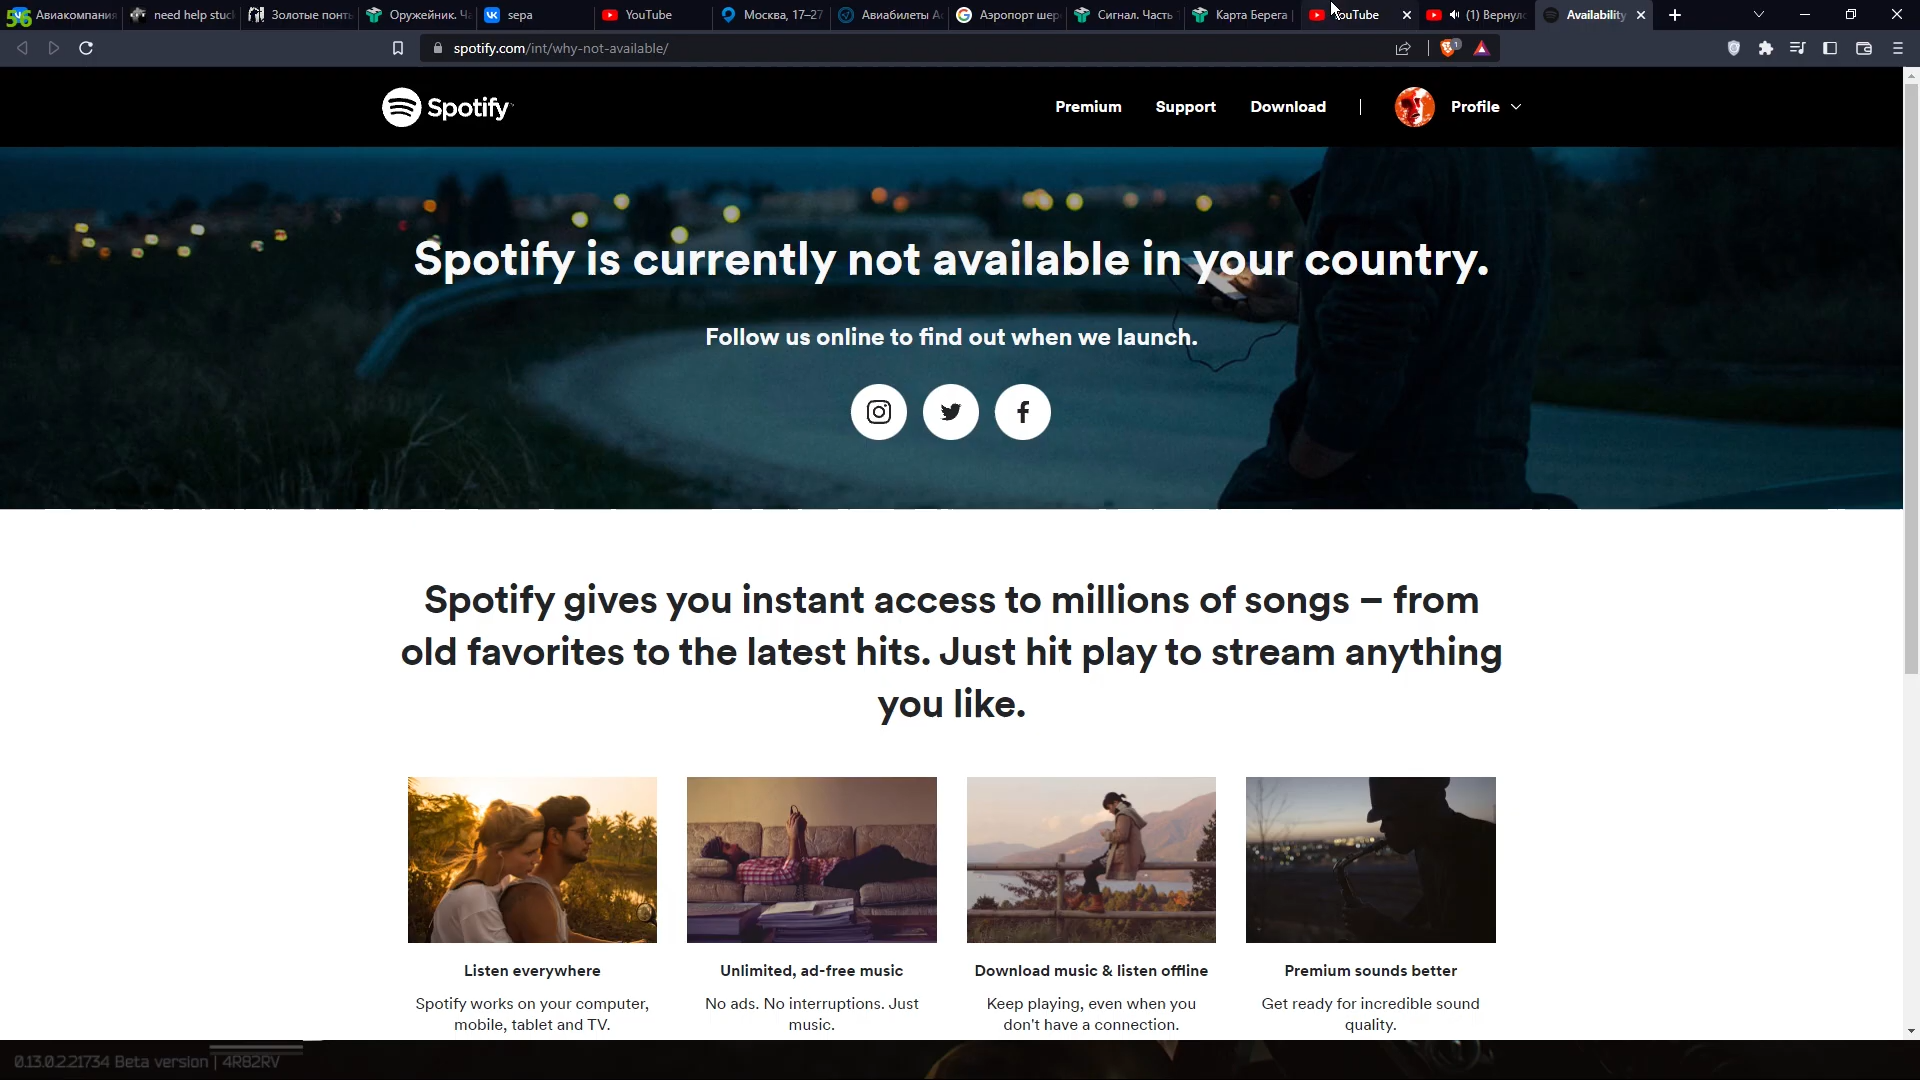 56
Авиакомпания
need help stuc
Золотые понт
Оружейник. Ча
sepa
YouTube
Москва, 17–27
Авиабилеты А
Аэропорт шер
Сигнал. Часть 1
Карта Берега |
YouTube
(1) Вернулс
Availability
spotify.com/int/why-not-available/
1
Spotify
Premium
Support
Download
Profile
Spotify is currently not available in your country.
Follow us online to find out when we launch.
Spotify gives you instant access to millions of songs – from
old favorites to the latest hits. Just hit play to stream anything
you like.
Listen everywhere
Spotify works on your computer,
mobile, tablet and TV.
Unlimited, ad-free music
No ads. No interruptions. Just
music.
Download music & listen offline
Keep playing, even when you
don't have a connection.
Premium sounds better
Get ready for incredible sound
quality.
0.13.0.2.21734 Beta version | 4R82RV